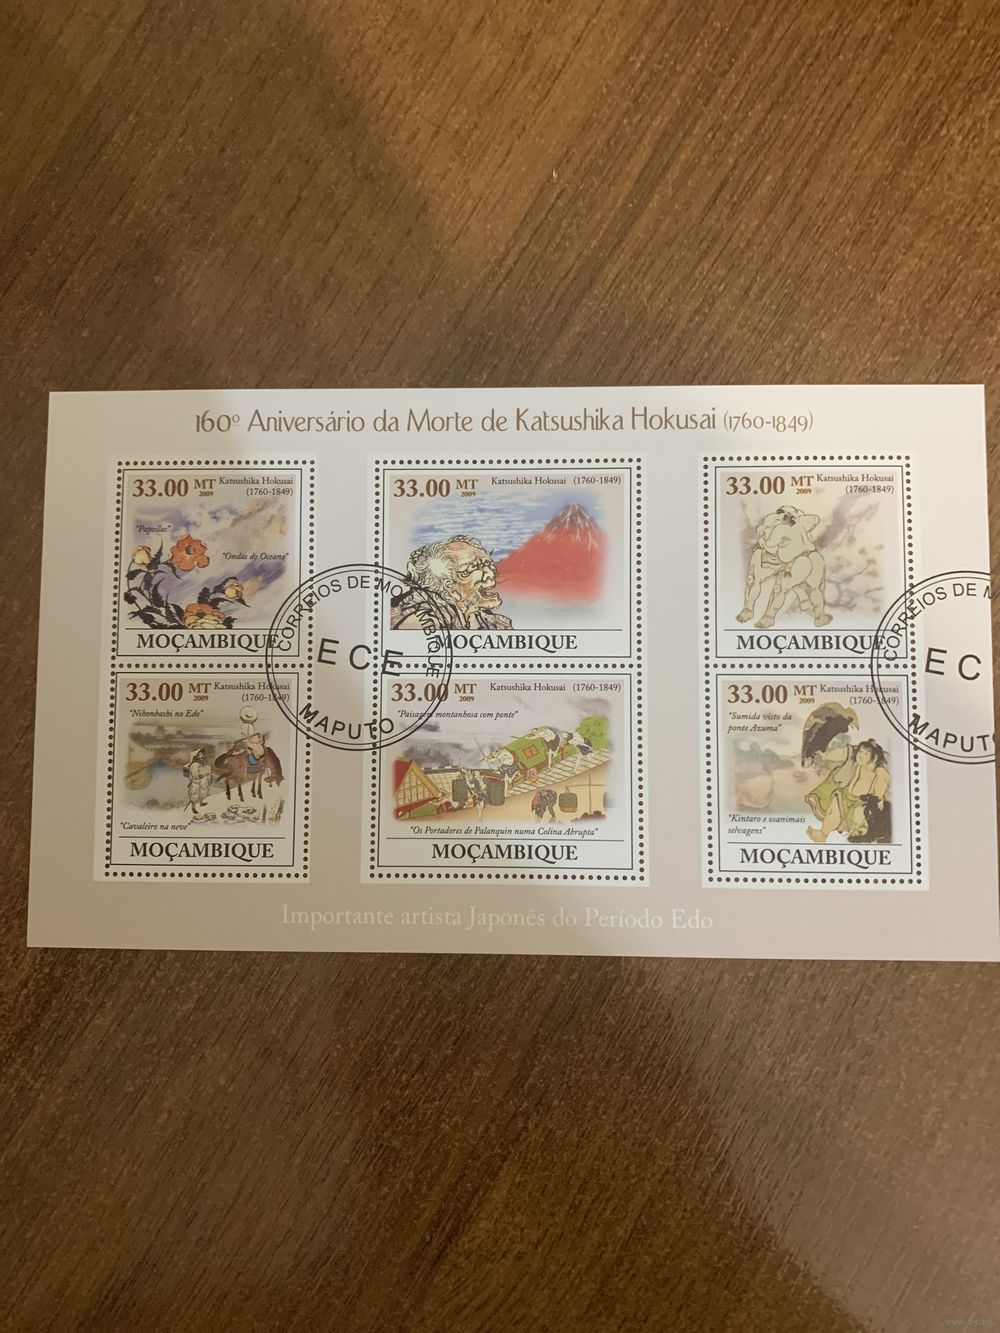 160º Aniversário da Morte de Katsushika Hokusai (1760-1849)
33.00 MT
2009
Katsushika Hokusai
(1760-1849)
"Papoilas"
"Ondas do Oceano"
MOÇAMBIQUE
33.00 MT
2009
Katsushika Hokusai (1760-1849)
MOÇAMBIQUE
33.00 MT
2009
Katsushika Hokusai
(1760-1849)
MOÇAMBIQUE
CORREIOS DE MOÇAMBIQUE
ECE
MAPUTO
CORREIOS DE M
EC
MAPUTO
33.00 MT
2009
Katsushika Hokusai
(1760-1849)
"Nihonbashi no Edo"
"Cavaleiro na neve"
MOÇAMBIQUE
33.00 MT
2009
Katsushika Hokusai (1760-1849)
"Paisagem montanhosa com ponte"
"Os Portadores de Palanquin numa Colina Abrupta"
MOÇAMBIQUE
33.00 MT
2009
Katsushika Hokusai
(1760-1849)
"Sumida visto da
ponte Azuma"
"Kintaro e osanimais
selvagens"
MOÇAMBIQUE
Importante artista Japonês do Período Edo
www.ay.by